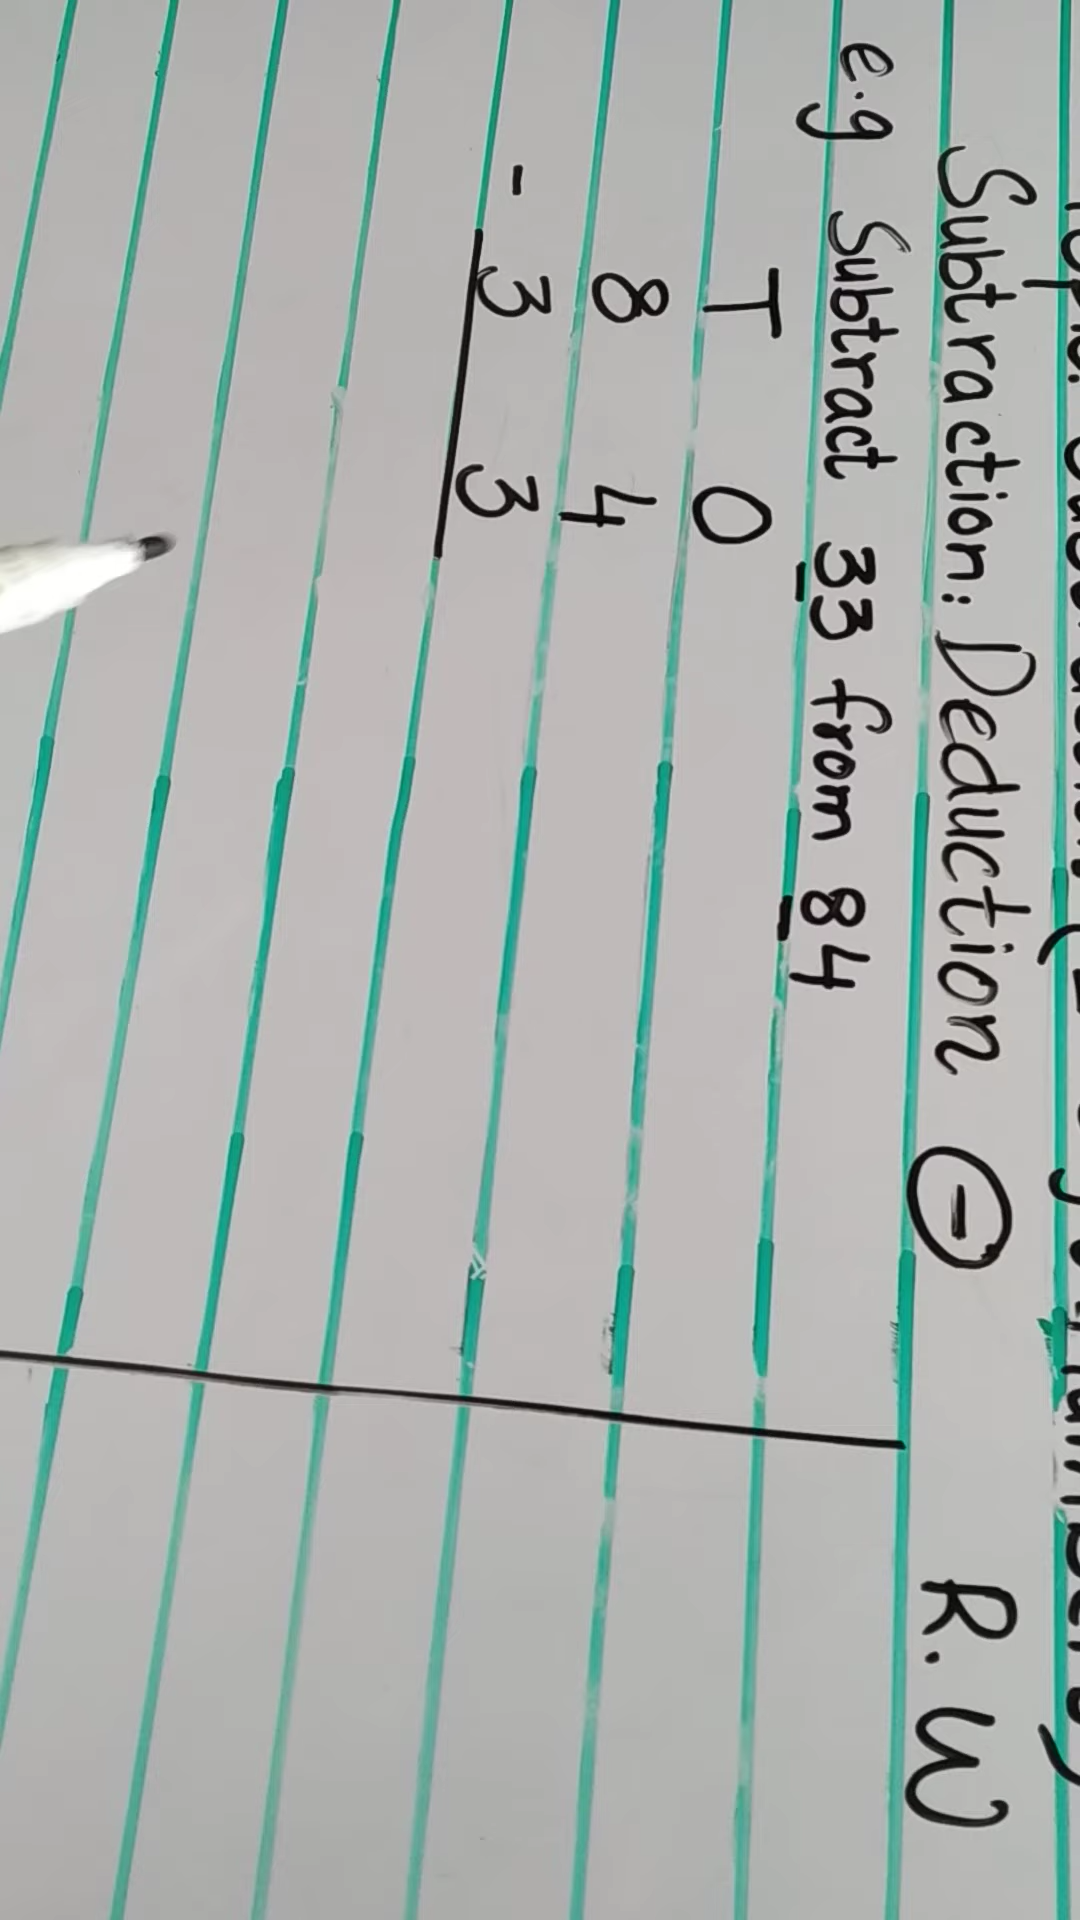 Subtraction: Deduction ⊖ R.W
e.g Subtract 33 from 84
T O
8 4
- 3 3